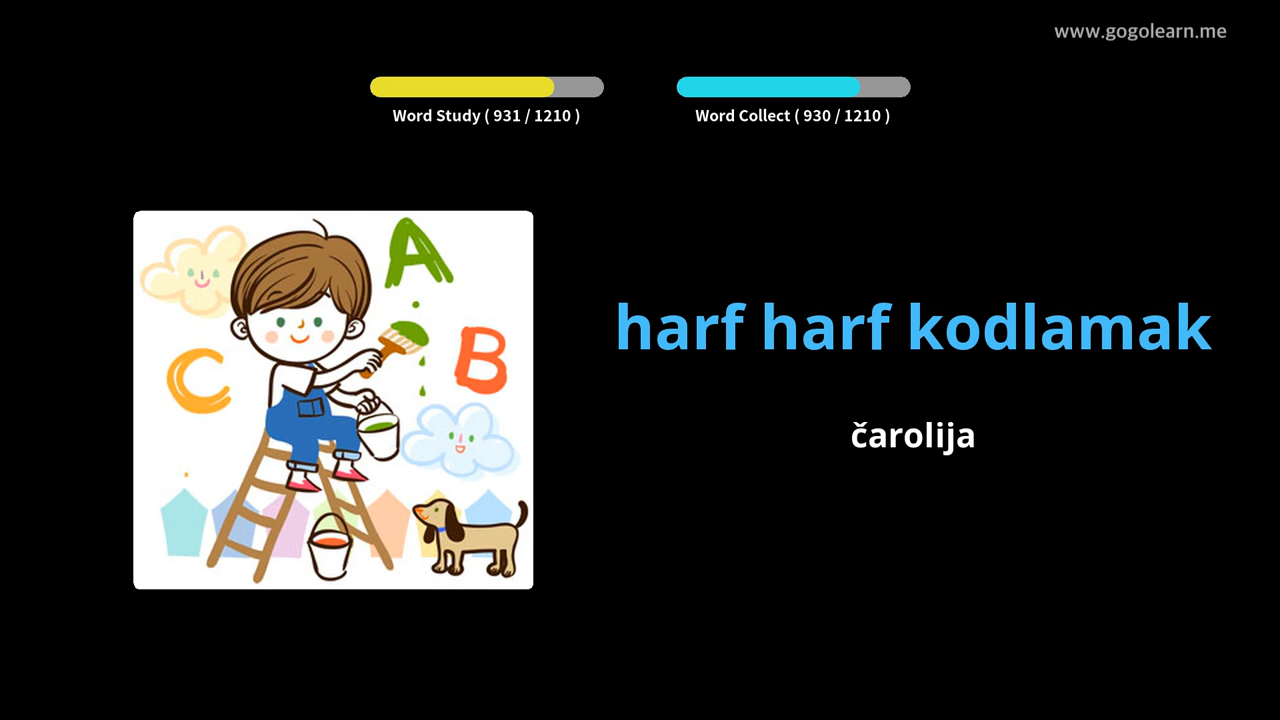 www.gogolearn.me
Word Study ( 931 / 1210 )
Word Collect ( 930 / 1210 )
A
B
C
harf harf kodlamak
čarolija